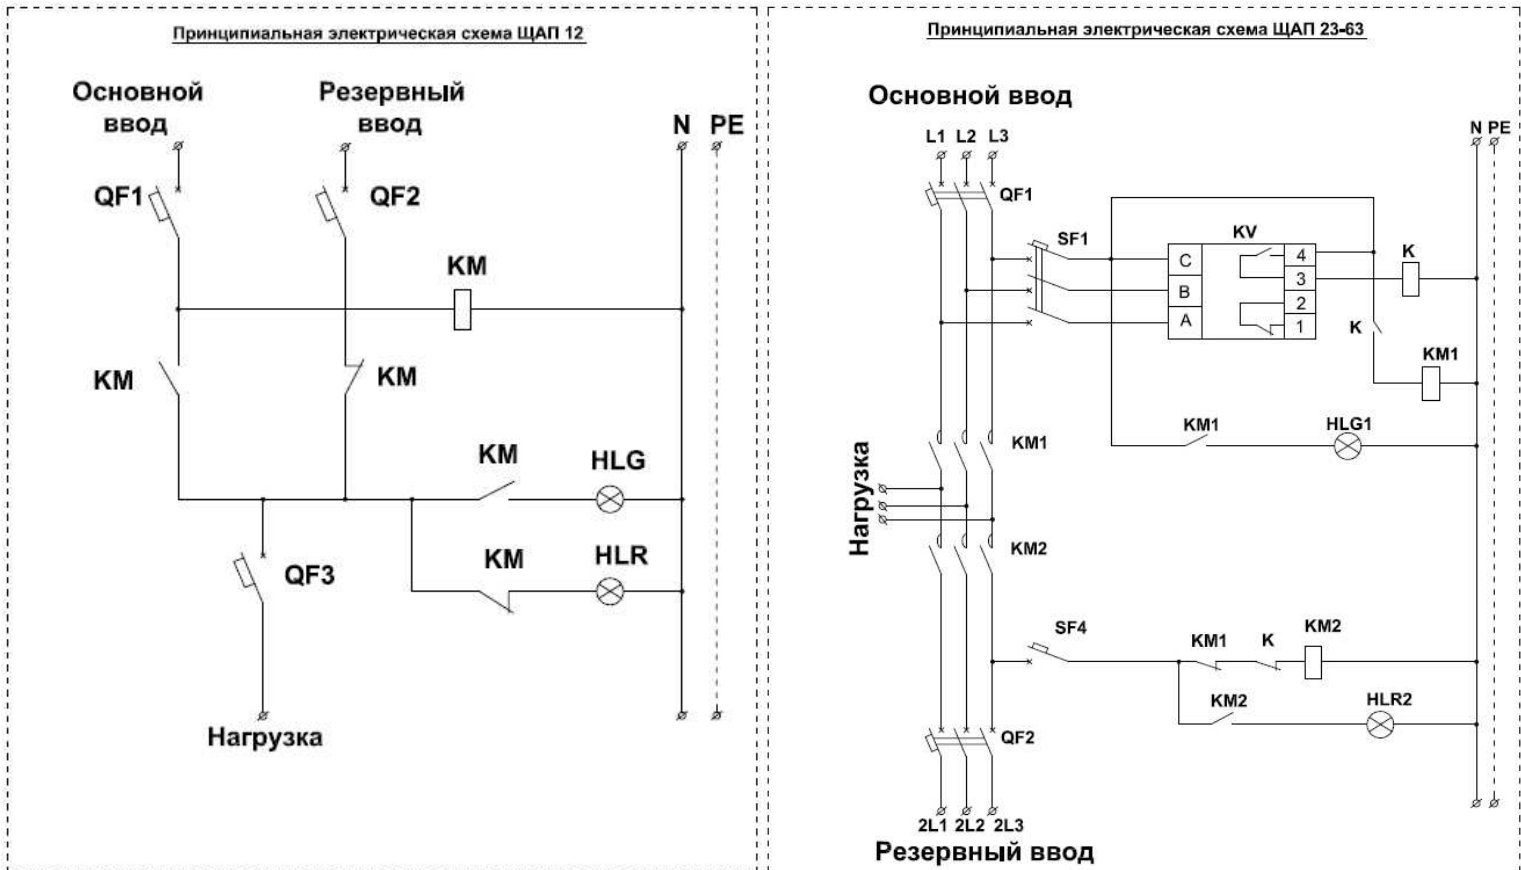 Принципиальная электрическая схема ЩАП 12
Основной
ввод
Резервный
ввод
N
PE
QF1
QF2
KM
KM
KM
KM
HLG
KM
HLR
QF3
Нагрузка
Принципиальная электрическая схема ЩАП 23-63
Основной ввод
L1
L2
L3
N
PE
QF1
SF1
KV
C
B
A
4
3
2
1
K
K
KM1
KM1
HLG1
KM1
Нагрузка
KM2
SF4
KM1
K
KM2
KM2
HLR2
QF2
2L1
2L2
2L3
Резервный ввод